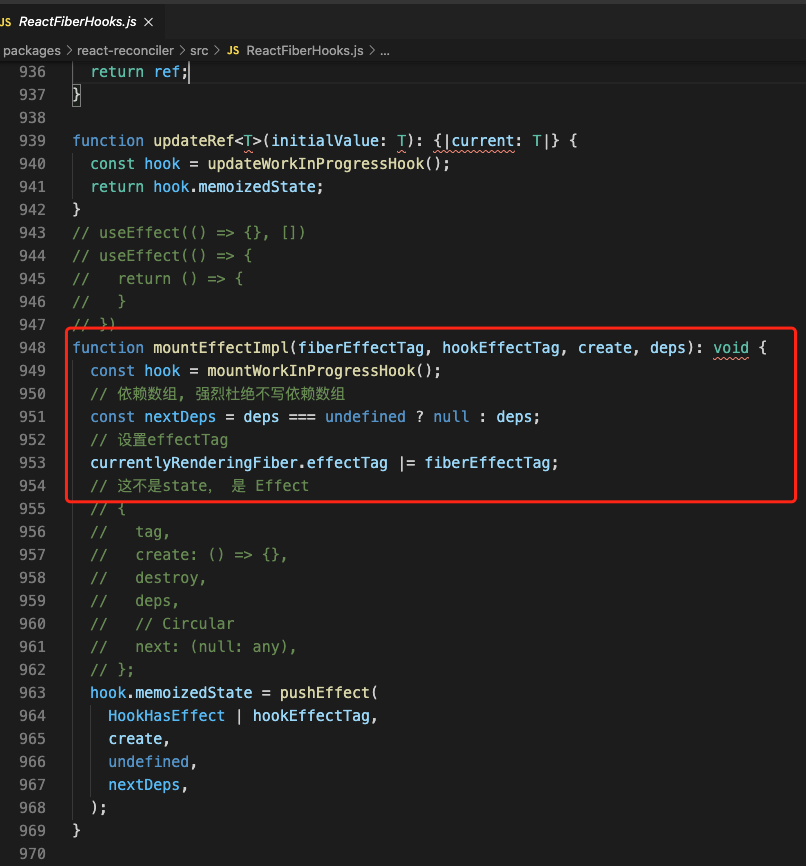 JS ReactFiberHooks.js ×
packages > react-reconciler > src > JS ReactFiberHooks.js > ...
936 return ref;
937 }
938
939 function updateRef<T>(initialValue: T): {|current: T|} {
940 const hook = updateWorkInProgressHook();
941 return hook.memoizedState;
942 }
943 // useEffect(() => {}, [])
944 // useEffect(() => {
945 //   return () => {
946 //   }
947 // })
948 function mountEffectImpl(fiberEffectTag, hookEffectTag, create, deps): void {
949 const hook = mountWorkInProgressHook();
950 // 依赖数组, 强烈杜绝不写依赖数组
951 const nextDeps = deps === undefined ? null : deps;
952 // 设置effectTag
953 currentlyRenderingFiber.effectTag |= fiberEffectTag;
954 // 这不是state， 是 Effect
955 // {
956 //   tag,
957 //   create: () => {},
958 //   destroy,
959 //   deps,
960 //   // Circular
961 //   next: (null: any),
962 // };
963 hook.memoizedState = pushEffect(
964 HookHasEffect | hookEffectTag,
965 create,
966 undefined,
967 nextDeps,
968 );
969 }
970